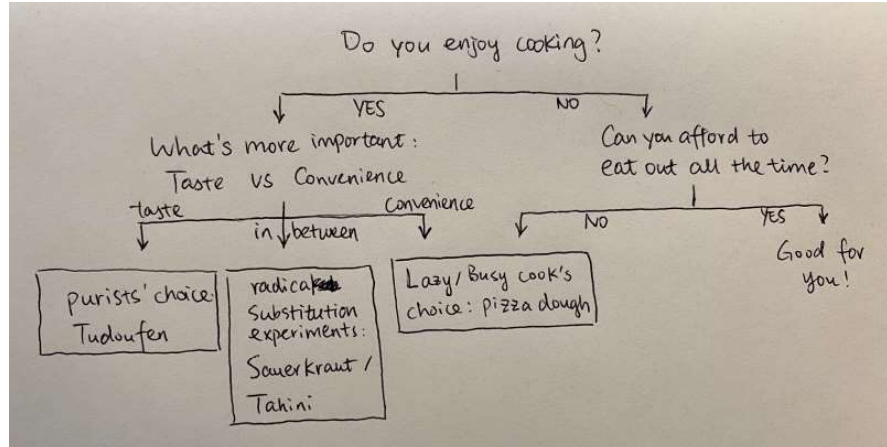 Do you enjoy cooking?
YES
NO
What's more important:
Taste vs Convenience
Can you afford to
eat out all the time?
taste
in between
Convenience
NO
YES
purists' choice
Tudoufen
radical
Substitution
experiments:
Sauerkraut /
Tahini
Lazy/Busy cook's
choice: pizza dough
Good for
you!